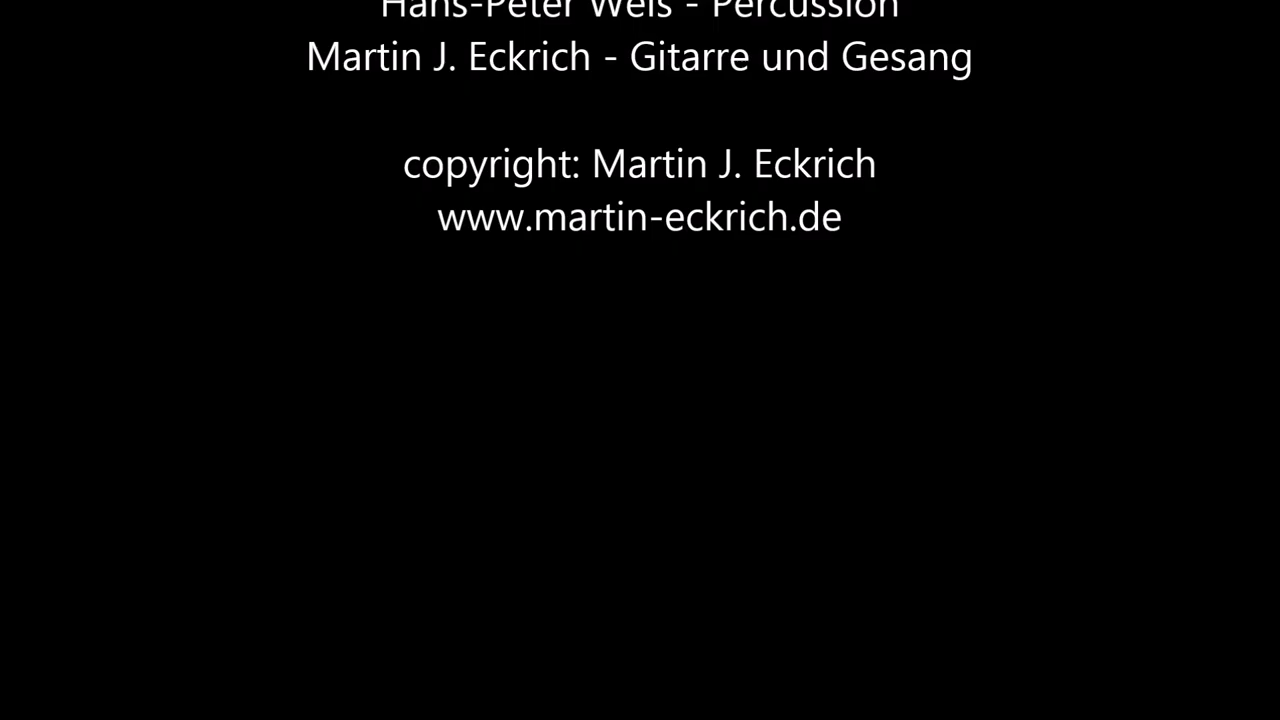 Hans-Peter Weis - Percussion
Martin J. Eckrich - Gitarre und Gesang
copyright: Martin J. Eckrich
www.martin-eckrich.de